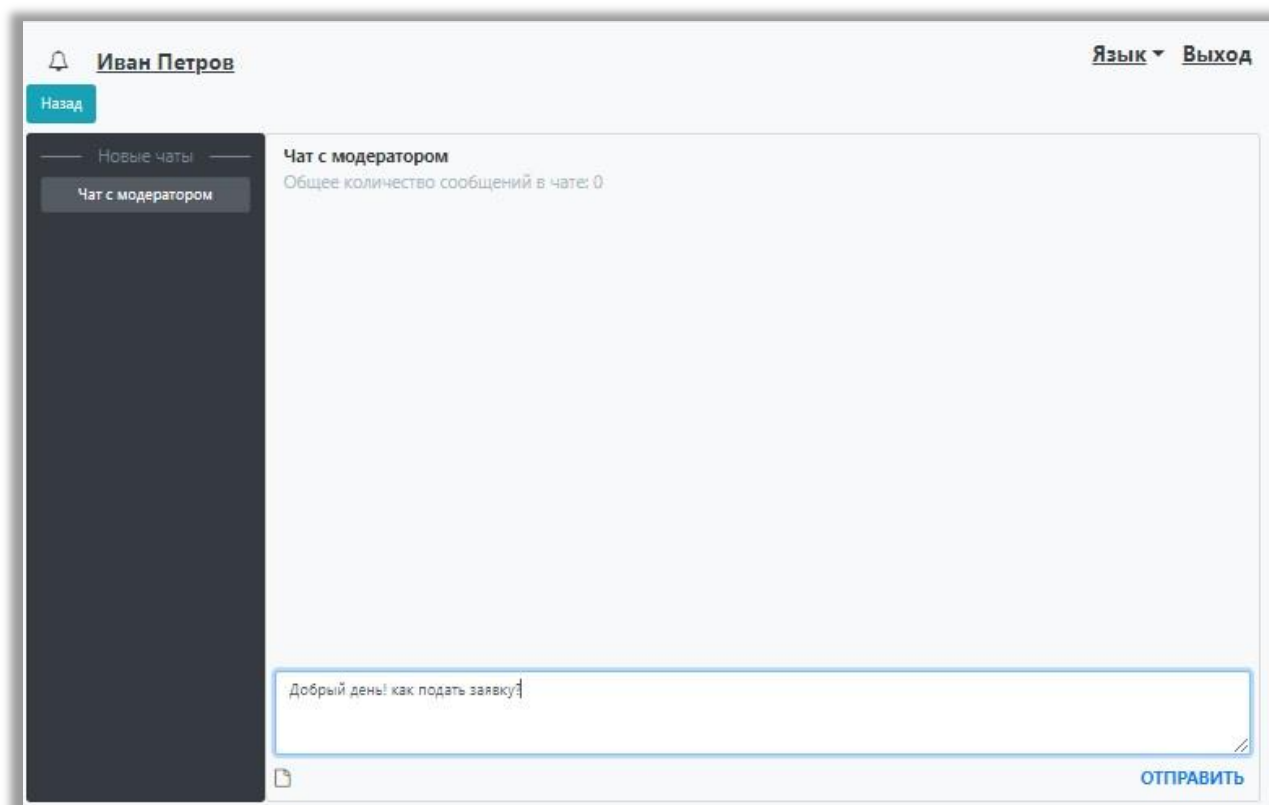 Иван Петров
Язык Выход
Назад
Новые чаты
Чат с модератором
Чат с модератором
Общее количество сообщений в чате: 0
Добрый день! как подать заявку?
ОТПРАВИТЬ